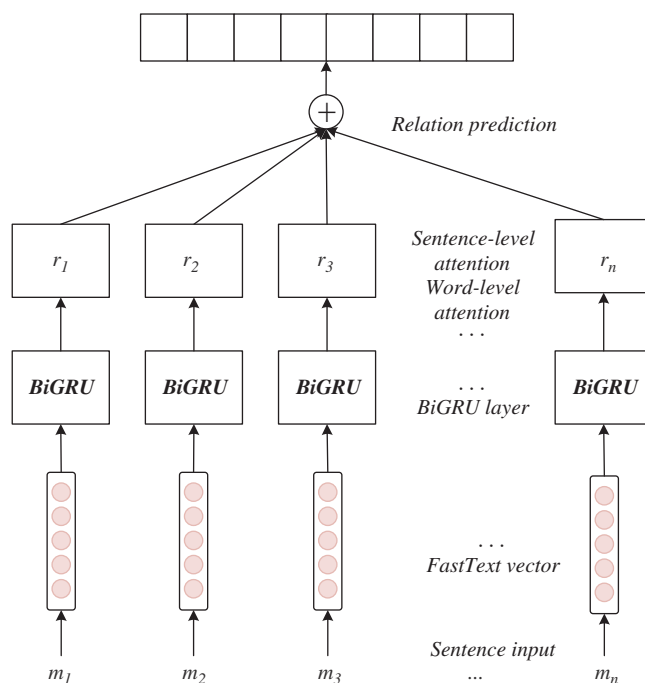 +
Relation prediction
r1 r2 r3 Sentence-level attention rn
Word-level attention
. . .
BiGRU BiGRU BiGRU . . . BiGRU
BiGRU layer
. . .
FastText vector
Sentence input
m1 m2 m3 ... mn